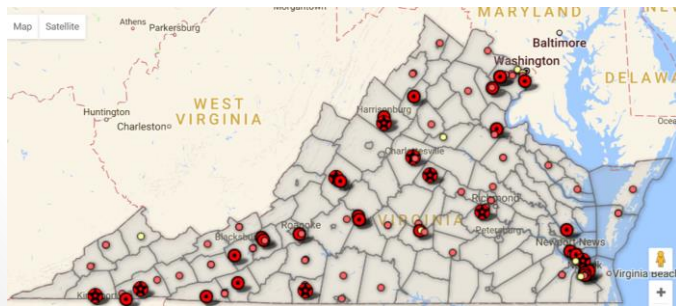 MARYLAND
Map Satellite
Athens
Parkersburg
Baltimore
Washington
DELAWA
WEST
VIRGINIA
Huntington
Charleston
Harrisonburg
Charlottesville
Richmond
VIRGINIA
Roanoke
Blacksburg
Petersburg
Newport News
Virginia Beach
+